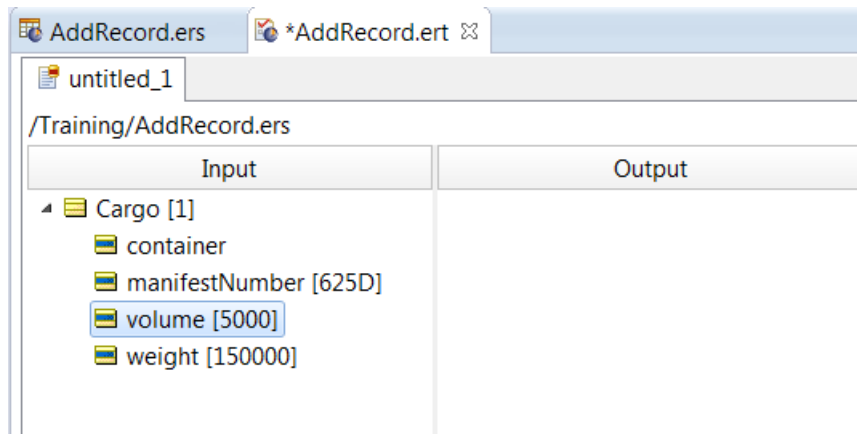 AddRecord.ers *AddRecord.ert
untitled_1
/Training/AddRecord.ers
Input Output
Cargo [1]
container
manifestNumber [625D]
volume [5000]
weight [150000]